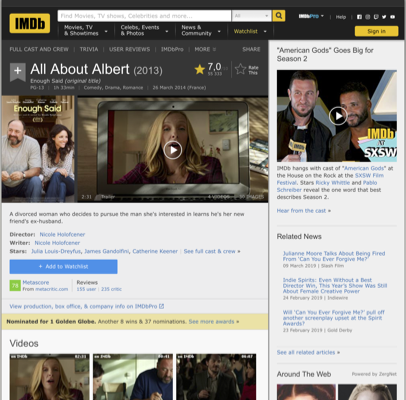 IMDb
Find Movies, TV shows, Celebrities and more...
All
IMDbPro
Help
Movies, TV & Showtimes
Celebs, Events & Photos
News & Community
Watchlist
Sign in
FULL CAST AND CREW | TRIVIA | USER REVIEWS | IMDbPro | MORE
SHARE
All About Albert (2013)
Enough Said (original title)
PG-13 | 1h 33min | Comedy, Drama, Romance | 26 March 2014 (France)
7,0
Rate This
Enough Said
2:31
A divorced woman who decides to pursue the man she's interested in learns he's her new friend's ex-husband.
Director: Nicole Holofcener
Writer: Nicole Holofcener
Stars: Julia Louis-Dreyfus, James Gandolfini, Catherine Keener | See full cast & crew »
+ Add to Watchlist
Metascore
From metacritic.com
Reviews
View production, box office, & company info on IMDbPro
Nominated for 1 Golden Globe. Another 8 wins & 37 nominations. See more awards »
Videos
"American Gods" Goes Big for Season 2
IMDb
at
SXSW
IMDb hangs with cast of "American Gods" at the House on the Rock at the SXSW Film Festival. Stars Ricky Whittle and Pablo Schreiber reveal the one word that best describes Season 2.
Hear from the cast »
Related News
Julianne Moore Talks About Being Fired From 'Can You Ever Forgive Me?'
09 March 2019 | Slash Film
Indie Spirits: Even Without a Best Director Win, This Year's Show Was Still About Female Creative Power
24 February 2019 | Indiewire
Will 'Can You Ever Forgive Me?' pull off another screenplay upset at the Spirit Awards?
23 February 2019 | Gold Derby
See all related articles »
Around The Web
Powered by ZergNet